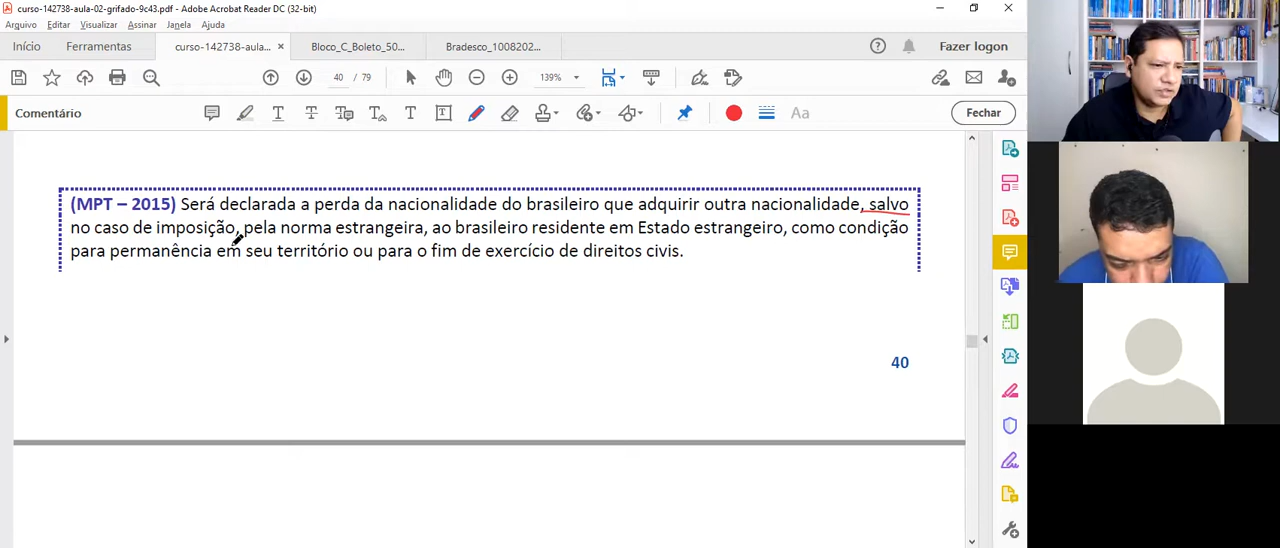 curso-142738-aula-02-grifado-9c43.pdf - Adobe Acrobat Reader DC (32-bit)
Arquivo Editar Visualizar Assinar Janela Ajuda
Início Ferramentas curso-142738-aula... × Bloco_C_Boleto_50... Bradesco_1008202... Fazer logon
40 / 79 139%
Comentário Aa Fechar
(MPT – 2015) Será declarada a perda da nacionalidade do brasileiro que adquirir outra nacionalidade, salvo
no caso de imposição, pela norma estrangeira, ao brasileiro residente em Estado estrangeiro, como condição
para permanência em seu território ou para o fim de exercício de direitos civis.
40